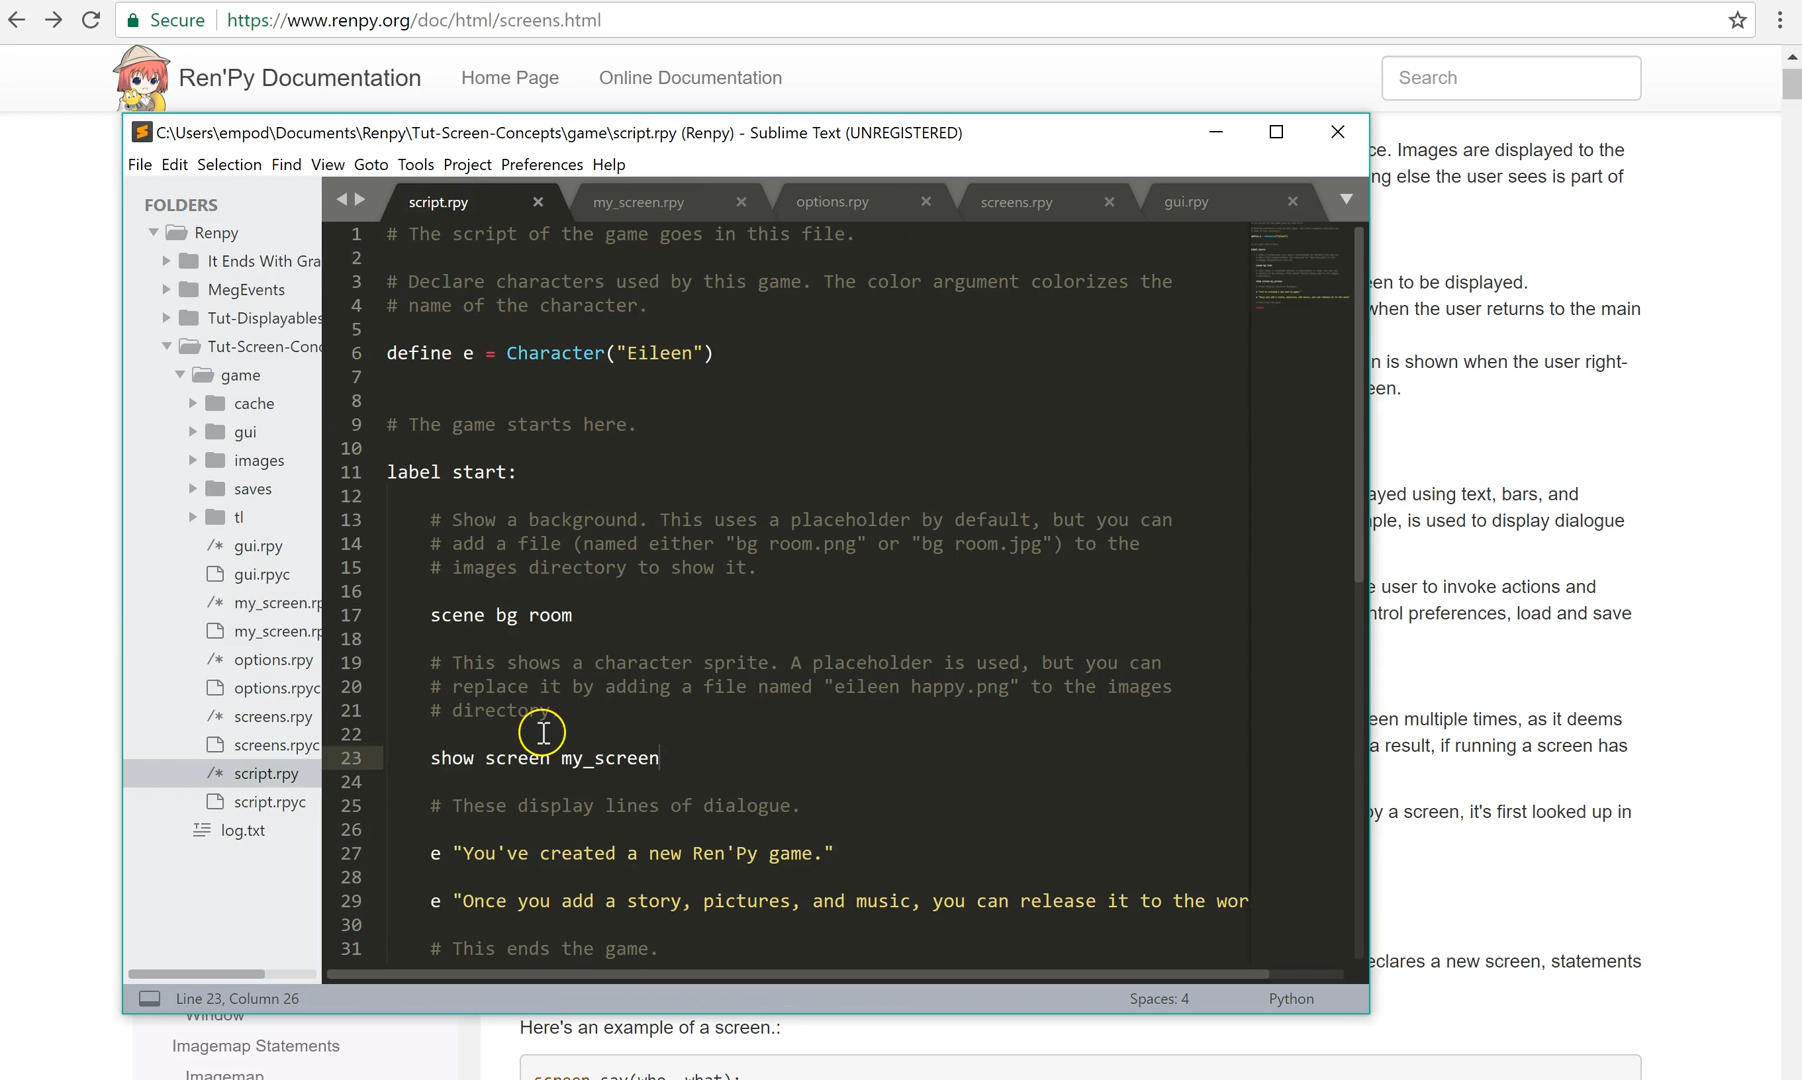 Secure
https://www.renpy.org/doc/html/screens.html
Ren'Py Documentation
Home Page
Online Documentation
Search
C:\Users\empod\Documents\Renpy\Tut-Screen-Concepts\game\script.rpy (Renpy) - Sublime Text (UNREGISTERED)
File Edit Selection Find View Goto Tools Project Preferences Help
FOLDERS
Renpy
It Ends With Gra
MegEvents
Tut-Displayables
Tut-Screen-Con
game
cache
gui
images
saves
tl
/* gui.rpy
gui.rpyc
/* my_screen.rp
my_screen.rp
/* options.rpy
options.rpyc
/* screens.rpy
screens.rpyc
/* script.rpy
script.rpyc
log.txt
script.rpy
my_screen.rpy
options.rpy
screens.rpy
gui.rpy
1 # The script of the game goes in this file.
2
3 # Declare characters used by this game. The color argument colorizes the
4 # name of the character.
5
6 define e = Character("Eileen")
7
8
9 # The game starts here.
10
11 label start:
12
13 # Show a background. This uses a placeholder by default, but you can
14 # add a file (named either "bg room.png" or "bg room.jpg") to the
15 # images directory to show it.
16
17 scene bg room
18
19 # This shows a character sprite. A placeholder is used, but you can
20 # replace it by adding a file named "eileen happy.png" to the images
21 # directory.
22
23 show screen my_screen
24
25 # These display lines of dialogue.
26
27 e "You've created a new Ren'Py game."
28
29 e "Once you add a story, pictures, and music, you can release it to the wor
30
31 # This ends the game.
Line 23, Column 26
Spaces: 4
Python
ce. Images are displayed to the
ng else the user sees is part of
en to be displayed.
when the user returns to the main
n is shown when the user right-
een.
ayed using text, bars, and
ple, is used to display dialogue
e user to invoke actions and
ntrol preferences, load and save
een multiple times, as it deems
a result, if running a screen has
by a screen, it's first looked up in
eclares a new screen, statements
Window
Imagemap Statements
Imagemap
Here's an example of a screen.:
screen say(who, what):